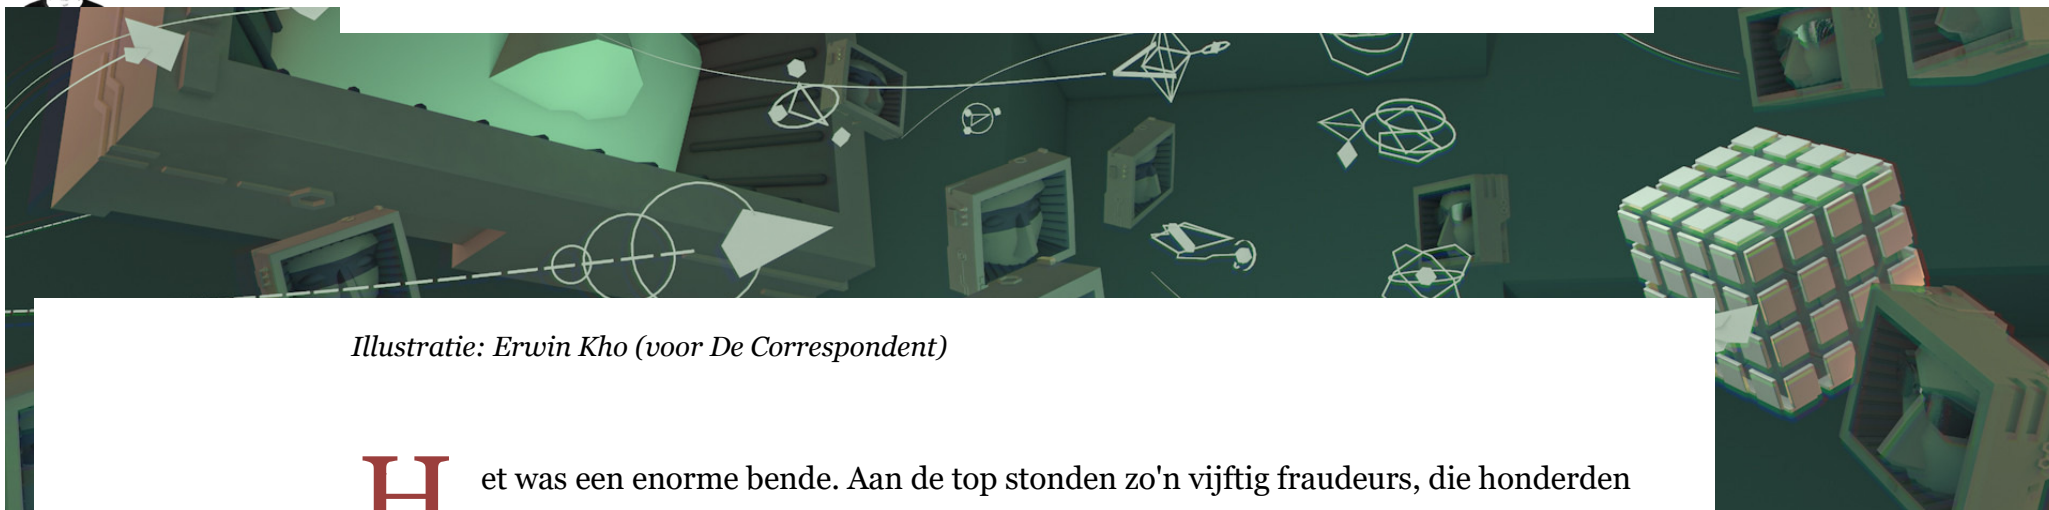 Illustratie: Erwin Kho (voor De Correspondent)
Het was een enorme bende. Aan de top stonden zo'n vijftig fraudeurs, die honderden